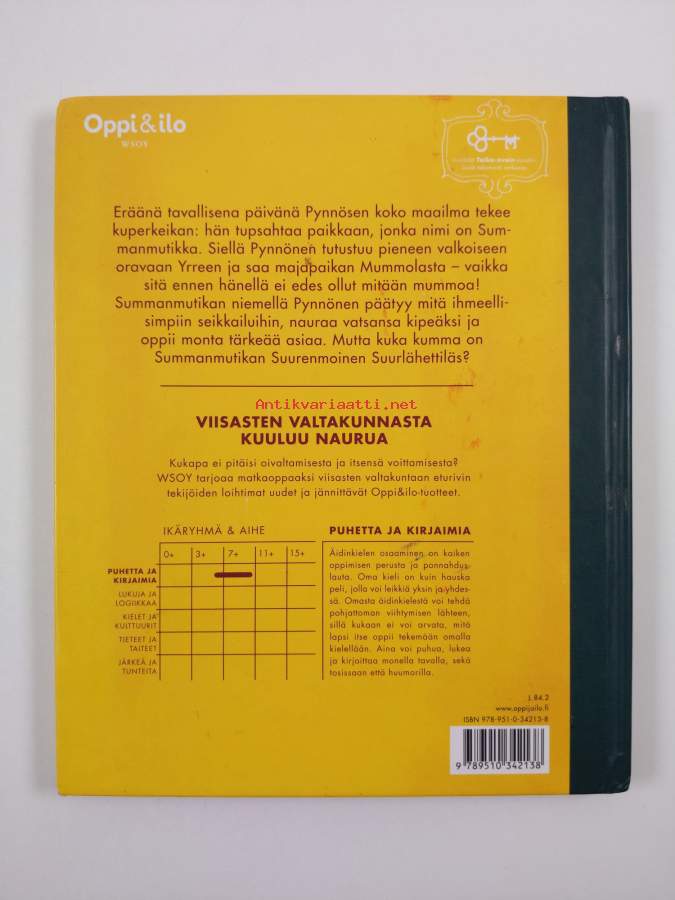 Oppi&ilo
WSOY
Eräänä tavallisena päivänä Pynnösen koko maailma tekee
kuperkeikan: hän tupsahtaa paikkaan, jonka nimi on Sum-
manmutikka. Siellä Pynnönen tutustuu pieneen valkoiseen
oravaan Yrreen ja saa majapaikan Mummolasta – vaikka
sitä ennen hänellä ei edes ollut mitään mummoa!
Summanmutikan niemellä Pynnönen päätyy mitä ihmeelli-
simpiin seikkailuihin, nauraa vatsansa kipeäksi ja
oppii monta tärkeää asiaa. Mutta kuka kumma on
Summanmutikan Suurenmoinen Suurlähettiläs?
Antikvariaatti.net
VIISASTEN VALTAKUNNASTA
KUULUU NAURUA
Kukapa ei pitäisi oivaltamisesta ja itsensä voittamisesta?
WSOY tarjoaa matkaoppaaksi viisasten valtakuntaan eturivin
tekijöiden loihtimat uudet ja jännittävät Oppi&ilo-tuotteet.
IKÄRYHMÄ & AIHE
0+ 3+ 7+ 11+ 15+
PUHETTA JA
KIRJAIMIA
LUKUJA JA
LOGIIKKAA
KIELET JA
KULTTUURIT
TIETEET JA
TAITEET
JÄRKEÄ JA
TUNTEITA
PUHETTA JA KIRJAIMIA
Äidinkielen osaaminen on kaiken
oppimisen perusta ja ponnahdus-
lauta. Oma kieli on kuin hauska
peli, jolla voi leikkiä yksin ja yhdes-
sä. Omasta äidinkielestä voi tehdä
pohjattoman viihtymisen lähteen,
sillä kukaan ei voi arvata, mitä
lapsi itse oppii tekemään omalla
kielellään. Aina voi puhua, lukea
ja kirjoittaa monella tavalla, sekä
tosissaan että huumorilla.
L 84.2
www.oppijailo.fi
ISBN 978-951-0-34213-8
9 789510 342138